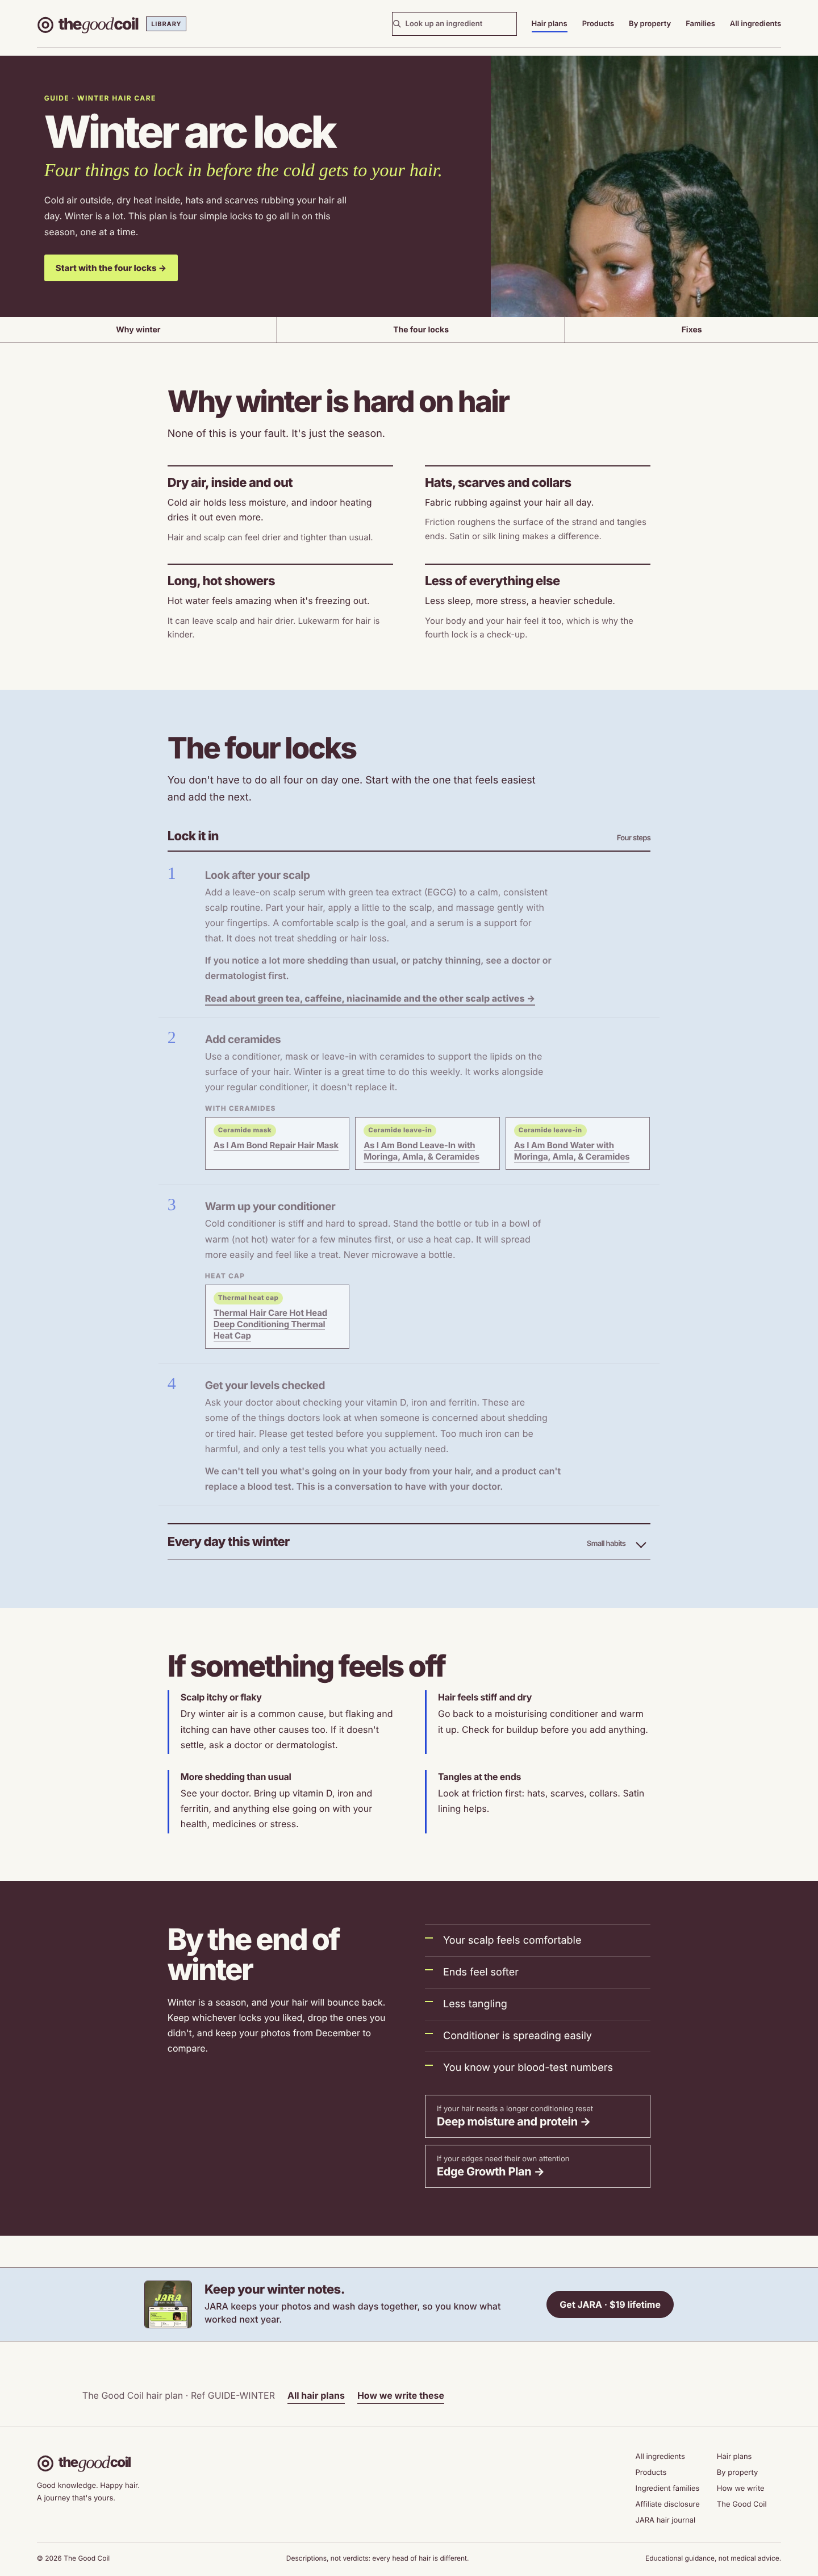 thegoodcoil LIBRARY
Look up an ingredient
Hair plans Products By property Families All ingredients
GUIDE · WINTER HAIR CARE
Winter arc lock
Four things to lock in before the cold gets to your hair.
Cold air outside, dry heat inside, hats and scarves rubbing your hair all
day. Winter is a lot. This plan is four simple locks to go all in on this
season, one at a time.
Start with the four locks →
Why winter The four locks Fixes
Why winter is hard on hair
None of this is your fault. It's just the season.
Dry air, inside and out
Cold air holds less moisture, and indoor heating
dries it out even more.
Hair and scalp can feel drier and tighter than usual.
Hats, scarves and collars
Fabric rubbing against your hair all day.
Friction roughens the surface of the strand and tangles
ends. Satin or silk lining makes a difference.
Long, hot showers
Hot water feels amazing when it's freezing out.
It can leave scalp and hair drier. Lukewarm for hair is
kinder.
Less of everything else
Less sleep, more stress, a heavier schedule.
Your body and your hair feel it too, which is why the
fourth lock is a check-up.
The four locks
You don't have to do all four on day one. Start with the one that feels easiest
and add the next.
Lock it in Four steps
1 Look after your scalp
Add a leave-on scalp serum with green tea extract (EGCG) to a calm, consistent
scalp routine. Part your hair, apply a little to the scalp, and massage gently with
your fingertips. A comfortable scalp is the goal, and a serum is a support for
that. It does not treat shedding or hair loss.
If you notice a lot more shedding than usual, or patchy thinning, see a doctor or
dermatologist first.
Read about green tea, caffeine, niacinamide and the other scalp actives →
2 Add ceramides
Use a conditioner, mask or leave-in with ceramides to support the lipids on the
surface of your hair. Winter is a great time to do this weekly. It works alongside
your regular conditioner, it doesn't replace it.
WITH CERAMIDES
Ceramide mask
As I Am Bond Repair Hair Mask
Ceramide leave-in
As I Am Bond Leave-In with
Moringa, Amla, & Ceramides
Ceramide leave-in
As I Am Bond Water with
Moringa, Amla, & Ceramides
3 Warm up your conditioner
Cold conditioner is stiff and hard to spread. Stand the bottle or tub in a bowl of
warm (not hot) water for a few minutes first, or use a heat cap. It will spread
more easily and feel like a treat. Never microwave a bottle.
HEAT CAP
Thermal heat cap
Thermal Hair Care Hot Head
Deep Conditioning Thermal
Heat Cap
4 Get your levels checked
Ask your doctor about checking your vitamin D, iron and ferritin. These are
some of the things doctors look at when someone is concerned about shedding
or tired hair. Please get tested before you supplement. Too much iron can be
harmful, and only a test tells you what you actually need.
We can't tell you what's going on in your body from your hair, and a product can't
replace a blood test. This is a conversation to have with your doctor.
Every day this winter Small habits
If something feels off
Scalp itchy or flaky
Dry winter air is a common cause, but flaking and
itching can have other causes too. If it doesn't
settle, ask a doctor or dermatologist.
Hair feels stiff and dry
Go back to a moisturising conditioner and warm
it up. Check for buildup before you add anything.
More shedding than usual
See your doctor. Bring up vitamin D, iron and
ferritin, and anything else going on with your
health, medicines or stress.
Tangles at the ends
Look at friction first: hats, scarves, collars. Satin
lining helps.
By the end of
winter
Winter is a season, and your hair will bounce back.
Keep whichever locks you liked, drop the ones you
didn't, and keep your photos from December to
compare.
Your scalp feels comfortable
Ends feel softer
Less tangling
Conditioner is spreading easily
You know your blood-test numbers
If your hair needs a longer conditioning reset
Deep moisture and protein →
If your edges need their own attention
Edge Growth Plan →
JARA
Keep your winter notes.
JARA keeps your photos and wash days together, so you know what
worked next year.
Get JARA · $19 lifetime
The Good Coil hair plan · Ref GUIDE-WINTER All hair plans How we write these
thegoodcoil
Good knowledge. Happy hair.
A journey that's yours.
All ingredients Hair plans
Products By property
Ingredient families How we write
Affiliate disclosure The Good Coil
JARA hair journal
© 2026 The Good Coil Descriptions, not verdicts: every head of hair is different. Educational guidance, not medical advice.